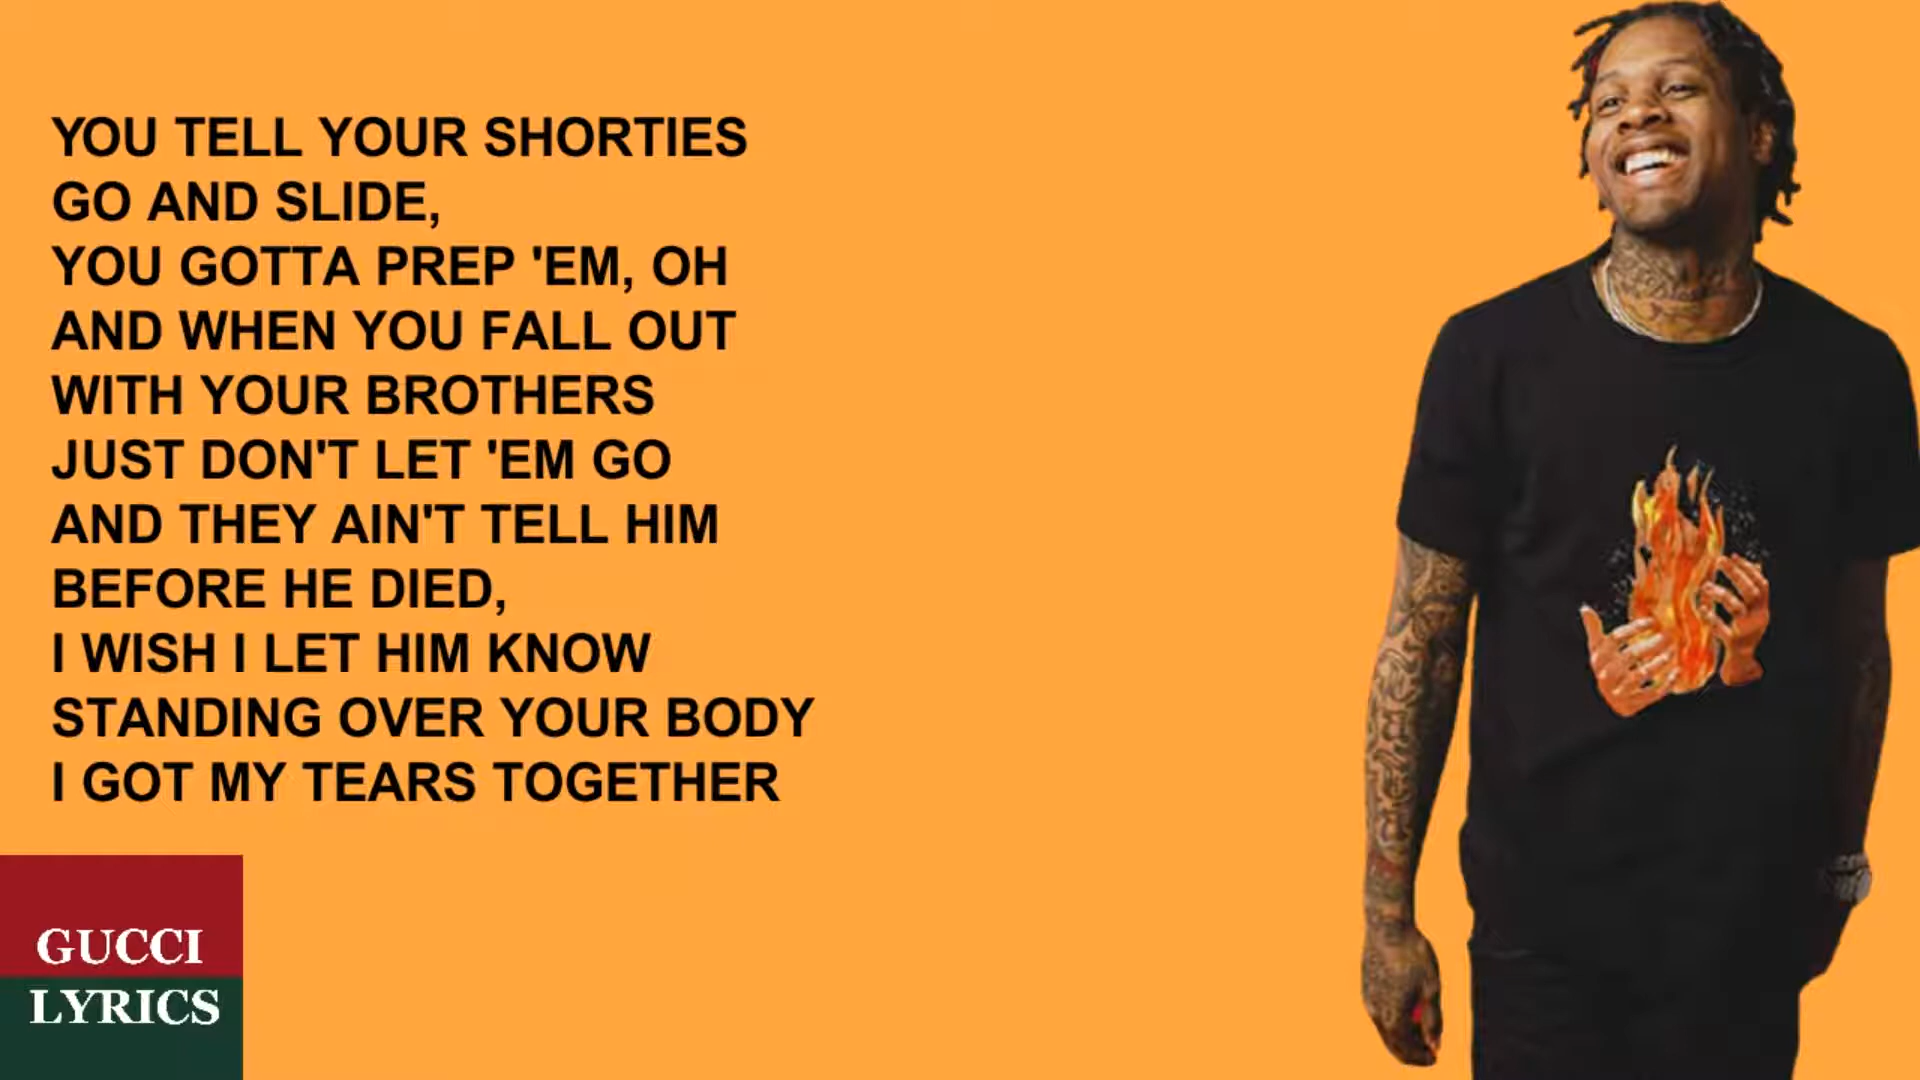 YOU TELL YOUR SHORTIES
GO AND SLIDE,
YOU GOTTA PREP 'EM, OH
AND WHEN YOU FALL OUT
WITH YOUR BROTHERS
JUST DON'T LET 'EM GO
AND THEY AIN'T TELL HIM
BEFORE HE DIED,
I WISH I LET HIM KNOW
STANDING OVER YOUR BODY
I GOT MY TEARS TOGETHER
GUCCI
LYRICS